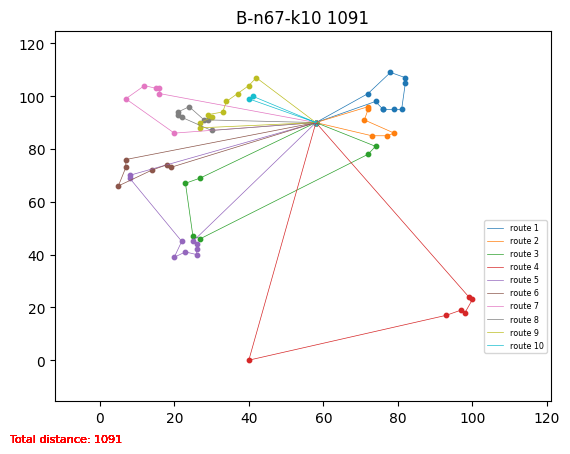 B-n67-k10 1091
120
100
80
60
40
20
0
0 20 40 60 80 100 120
route 1
route 2
route 3
route 4
route 5
route 6
route 7
route 8
route 9
route 10
Total distance: 1091